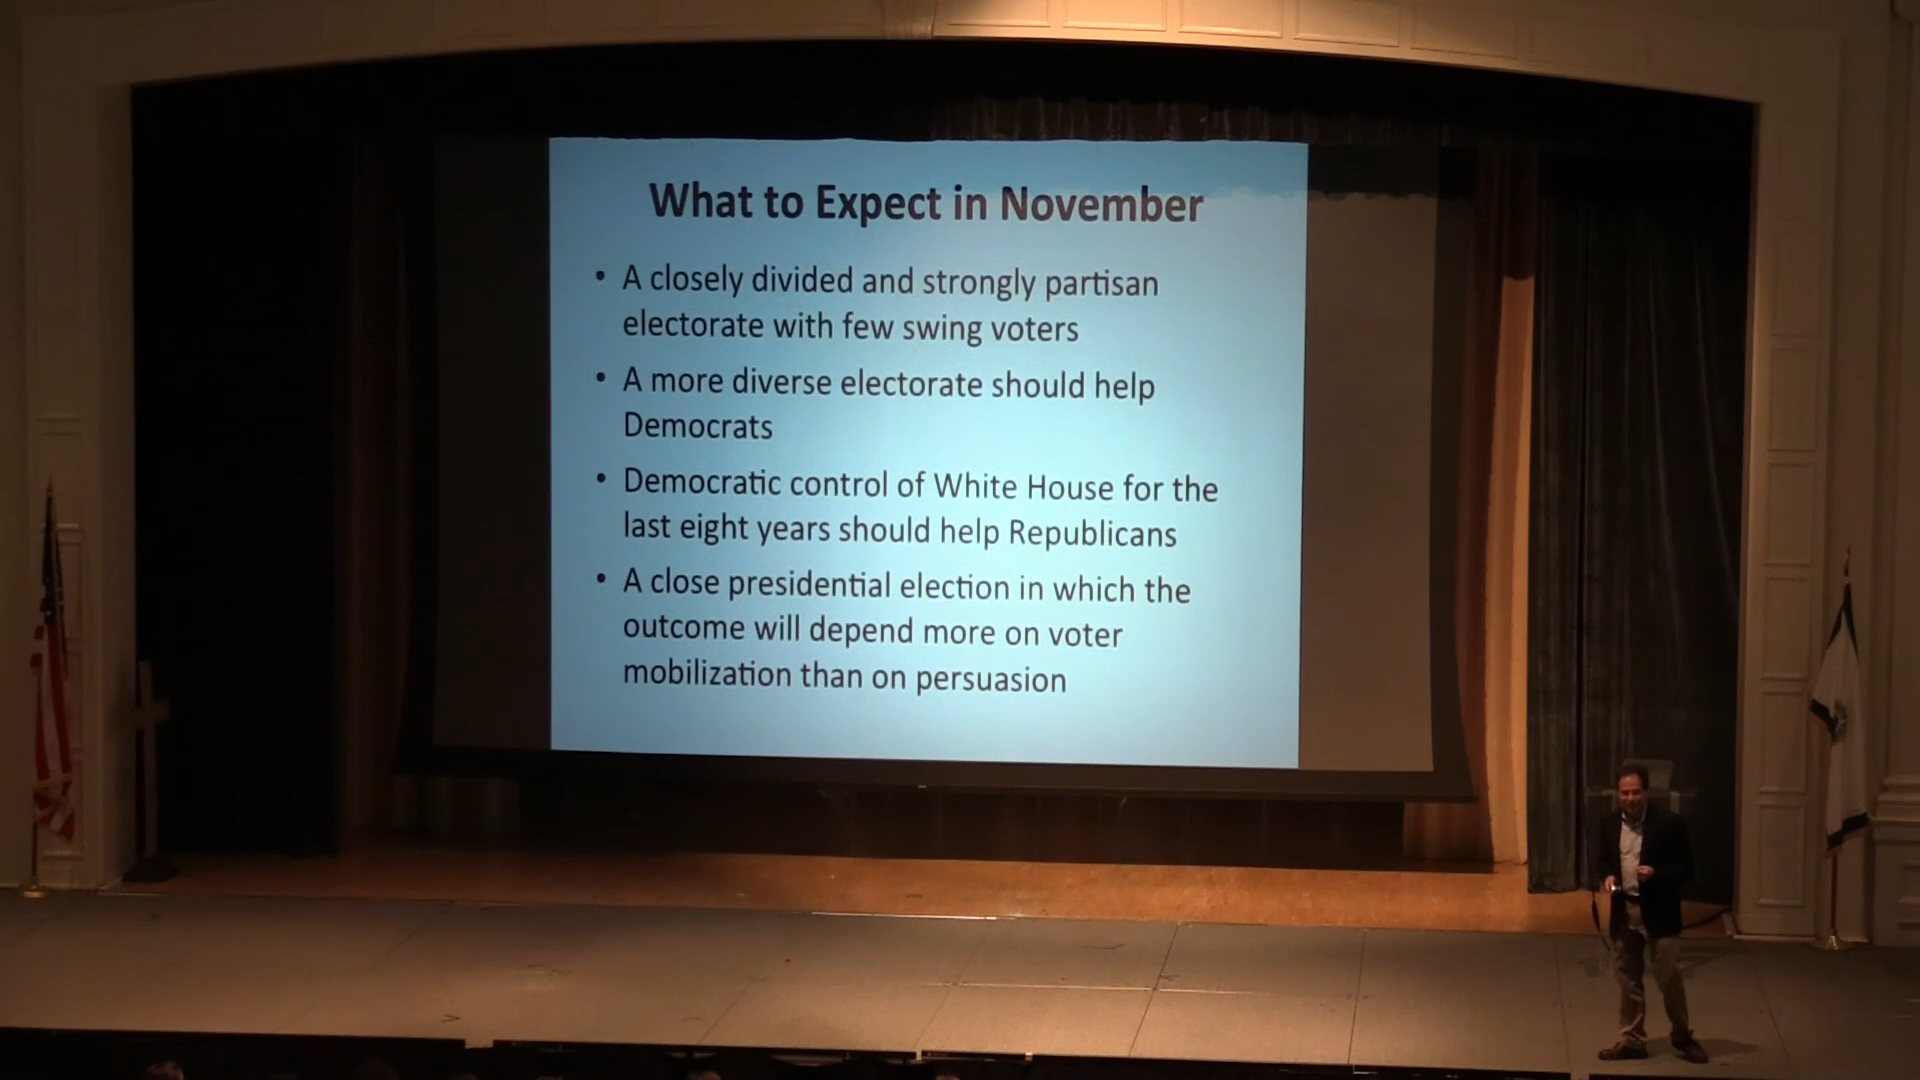 What to Expect in November
• A closely divided and strongly partisan
electorate with few swing voters
• A more diverse electorate should help
Democrats
• Democratic control of White House for the
last eight years should help Republicans
• A close presidential election in which the
outcome will depend more on voter
mobilization than on persuasion